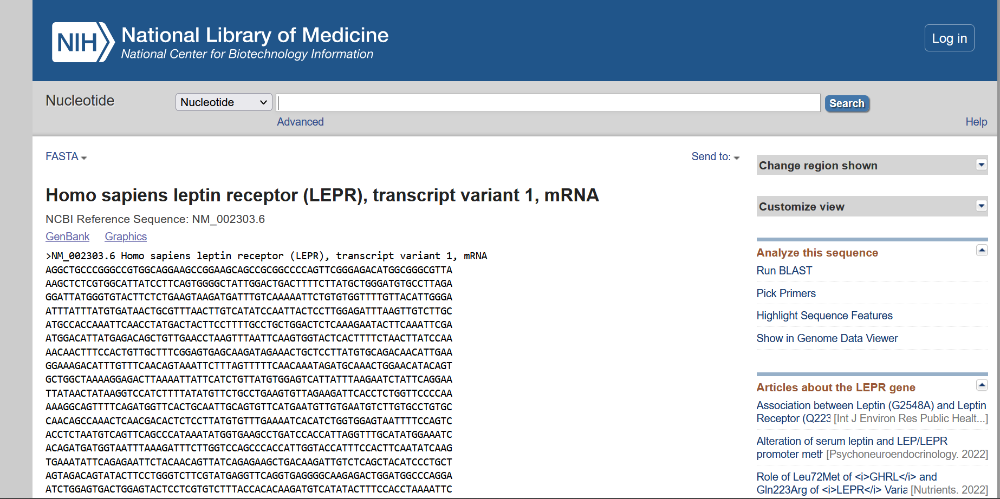 NIH National Library of Medicine
National Center for Biotechnology Information
Log in
Nucleotide
Nucleotide
Search
Advanced
Help
FASTA
Send to:
Homo sapiens leptin receptor (LEPR), transcript variant 1, mRNA
NCBI Reference Sequence: NM_002303.6
GenBank Graphics
>NM_002303.6 Homo sapiens leptin receptor (LEPR), transcript variant 1, mRNA
AGGCTGCCCGGGCCGTGGCAGGAAGCCGGAAGCAGCCGCGGCCCCAGTTCGGGAGACATGGCGGGCGTTA
AAGCTCTCGTGGCATTATCCTTCAGTGGGGCTATTGGACTGACTTTTCTTATGCTGGGATGTGCCTTAGA
GGATTATGGGTGTACTTCTCTGAAGTAAGATGATTTGTCAAAAATTCTGTGTGGTTTTGTTACATTGGGA
ATTTATTTATGTGATAACTGCGTTTAACTTGTCATATCCAATTACTCCTTGGAGATTTAAGTTGTCTTGC
ATGCCACCAAATTCAACCTATGACTACTTCCTTTTGCCTGCTGGACTCTCAAAGAATACTTCAAATTCGA
ATGGACATTATGAGACAGCTGTTGAACCTAAGTTTAATTCAAGTGGTACTCACTTTTCTAACTTATCCAA
AACAACTTTCCACTGTTGCTTTCGGAGTGAGCAAGATAGAAACTGCTCCTTATGTGCAGACAACATTGAA
GGAAAGACATTTGTTTCAACAGTAAATTCTTTAGTTTTTCAACAAATAGATGCAAACTGGAACATACAGT
GCTGGCTAAAAGGAGACTTAAAATTATTCATCTGTTATGTGGAGTCATTATTTAAGAATCTATTCAGGAA
TTATAACTATAAGGTCCATCTTTTATATGTTCTGCCTGAAGTGTTAGAAGATTCACCTCTGGTTCCCCAA
AAAGGCAGTTTTCAGATGGTTCACTGCAATTGCAGTGTTCATGAATGTTGTGAATGTCTTGTGCCTGTGC
CAACAGCCAAACTCAACGACACTCTCCTTATGTGTTTGAAAATCACATCTGGTGGAGTAATTTTCCAGTC
ACCTCTAATGTCAGTTCAGCCCATAAATATGGTGAAGCCTGATCCACCATTAGGTTTGCATATGGAAATC
ACAGATGATGGTAATTTAAAGATTTCTTGGTCCAGCCCACCATTGGTACCATTTCCACTTCAATATCAAG
TGAAATATTCAGAGAATTCTACAACAGTTATCAGAGAAGCTGACAAGATTGTCTCAGCTACATCCCTGCT
AGTAGACAGTATACTTCCTGGGTCTTCGTATGAGGTTCAGGTGAGGGGCAAGAGACTGGATGGCCCAGGA
ATCTGGAGTGACTGGAGTACTCCTCGTGTCTTTACCACACAAGATGTCATATACTTTCCACCTAAAATTC
Change region shown
Customize view
Analyze this sequence
Run BLAST
Pick Primers
Highlight Sequence Features
Show in Genome Data Viewer
Articles about the LEPR gene
Association between Leptin (G2548A) and Leptin
Receptor (Q223 [Int J Environ Res Public Healt...]
Alteration of serum leptin and LEP/LEPR
promoter meth [Psychoneuroendocrinology. 2022]
Role of Leu72Met of <i>GHRL</i> and
Gln223Arg of <i>LEPR</i> Varia [Nutrients. 2022]